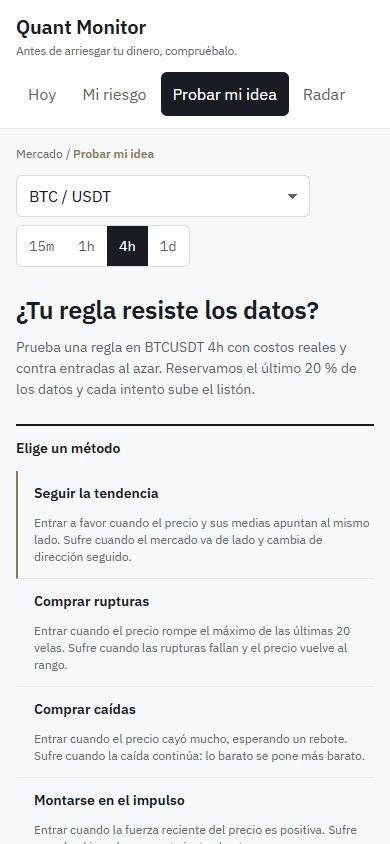 Quant Monitor
Antes de arriesgar tu dinero, compruébalo.
Hoy Mi riesgo Probar mi idea Radar
Mercado / Probar mi idea
BTC / USDT
15m 1h 4h 1d
¿Tu regla resiste los datos?
Prueba una regla en BTCUSDT 4h con costos reales y
contra entradas al azar. Reservamos el último 20 % de
los datos y cada intento sube el listón.
Elige un método
Seguir la tendencia
Entrar a favor cuando el precio y sus medias apuntan al mismo
lado. Sufre cuando el mercado va de lado y cambia de
dirección seguido.
Comprar rupturas
Entrar cuando el precio rompe el máximo de las últimas 20
velas. Sufre cuando las rupturas fallan y el precio vuelve al
rango.
Comprar caídas
Entrar cuando el precio cayó mucho, esperando un rebote.
Sufre cuando la caída continúa: lo barato se pone más barato.
Montarse en el impulso
Entrar cuando la fuerza reciente del precio es positiva. Sufre